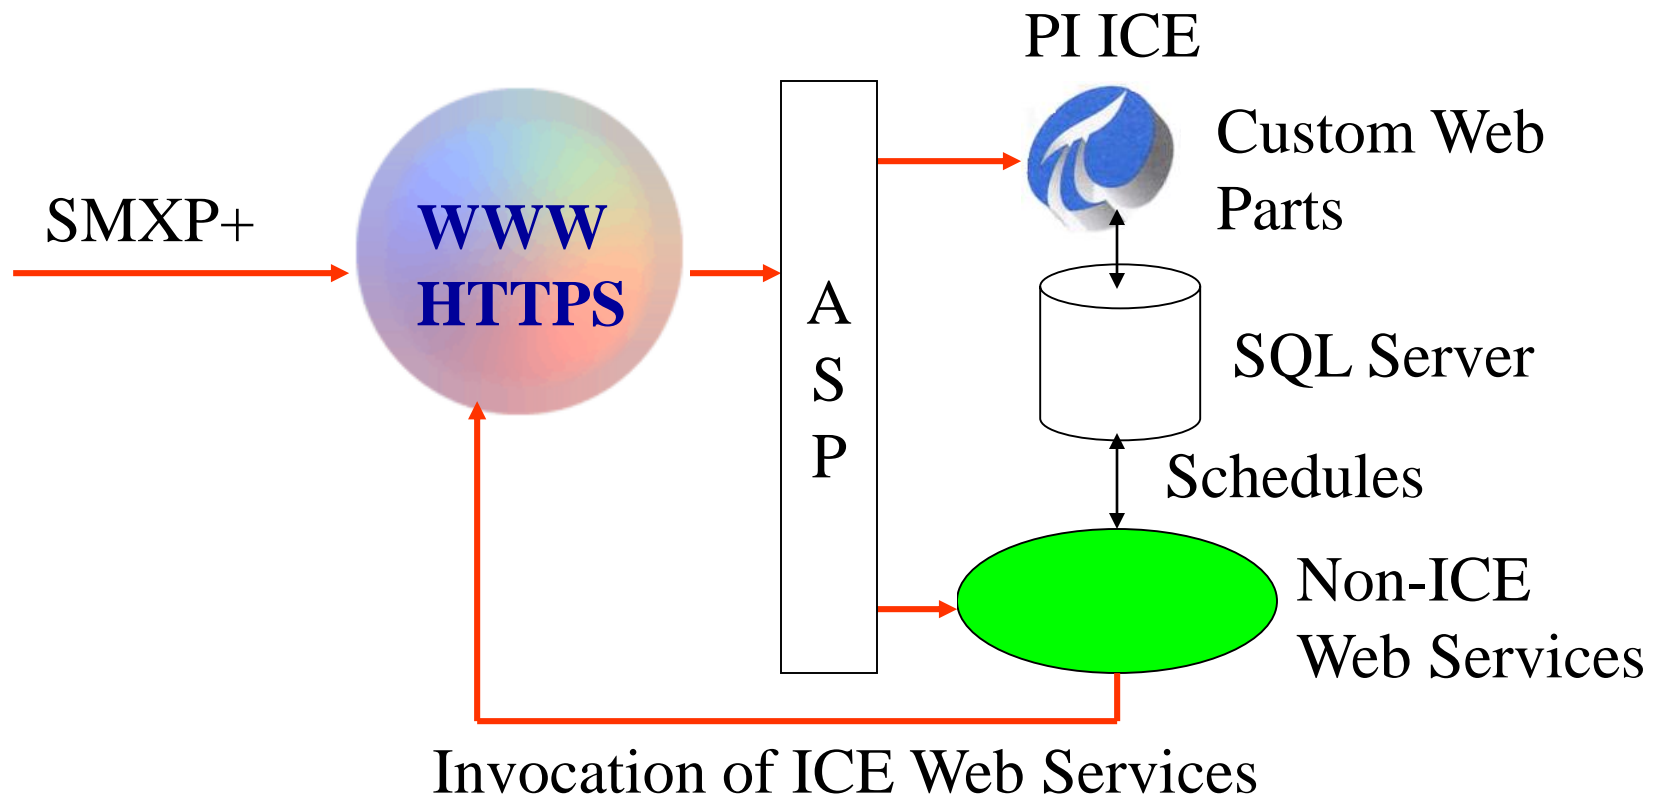 PI ICE
Custom Web
Parts
SMXP+
WWW
HTTPS
A
S
P
SQL Server
Schedules
Non-ICE
Web Services
Invocation of ICE Web Services